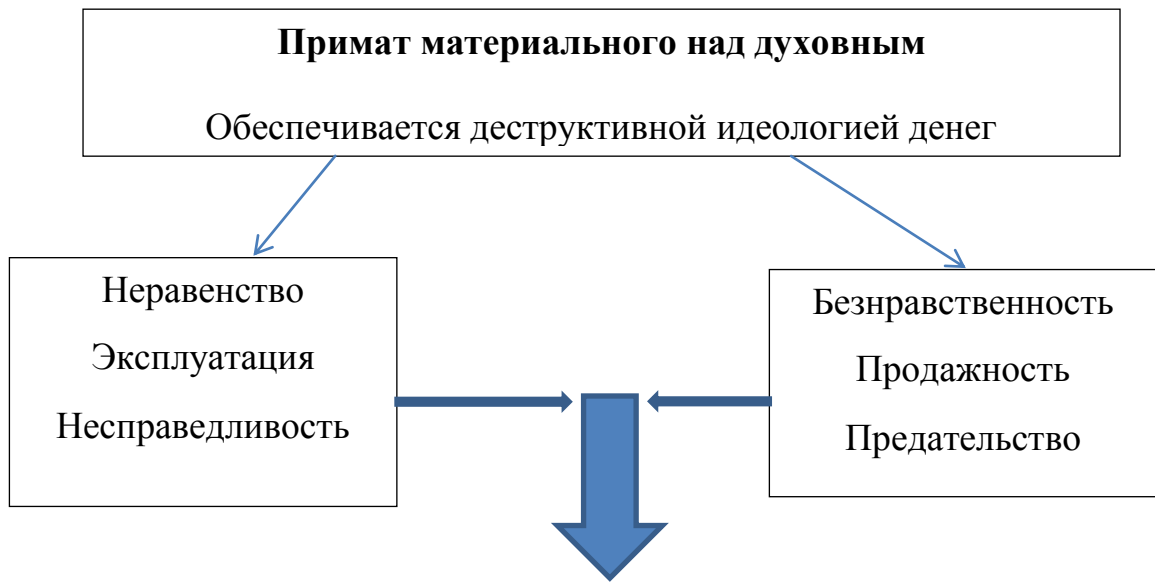 Примат материального над духовным
Обеспечивается деструктивной идеологией денег
Неравенство
Эксплуатация
Несправедливость
Безнравственность
Продажность
Предательство